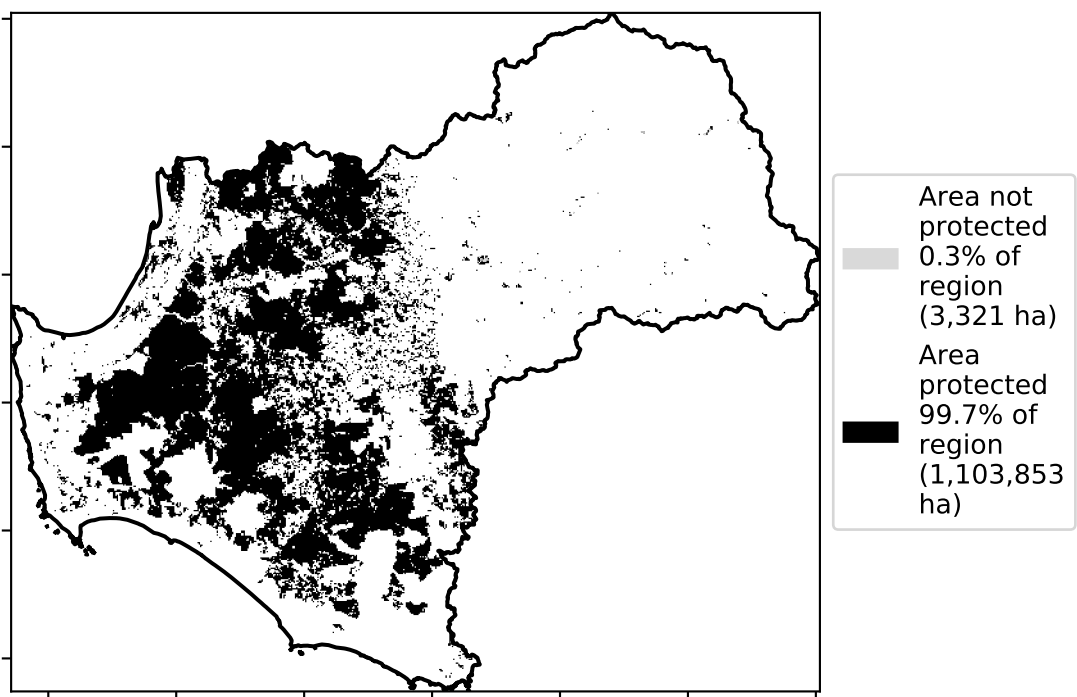 Area not
protected
0.3% of
region
(3,321 ha)
Area
protected
99.7% of
region
(1,103,853
ha)